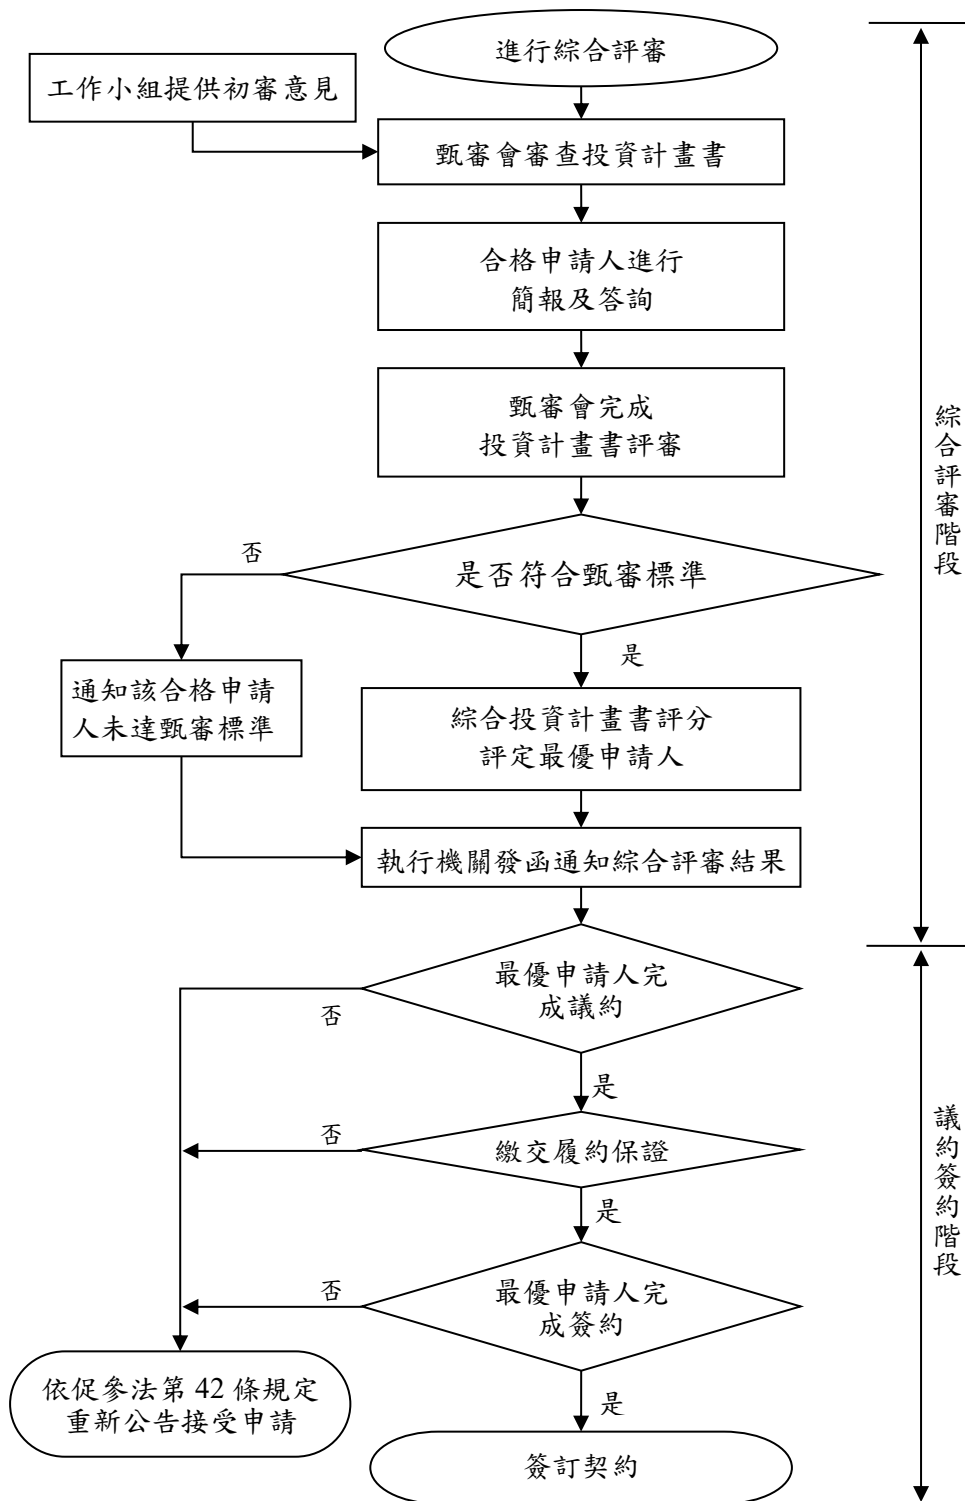 進行綜合評審
工作小組提供初審意見
甄審會審查投資計畫書
合格申請人進行
簡報及答詢
甄審會完成
投資計畫書評審
綜合評審階段
否
是否符合甄審標準
是
通知該合格申請
人未達甄審標準
綜合投資計畫書評分
評定最優申請人
執行機關發函通知綜合評審結果
最優申請人完
成議約
否
是
議約簽約階段
否
繳交履約保證
是
否
最優申請人完
成簽約
依促參法第 42 條規定
重新公告接受申請
是
簽訂契約